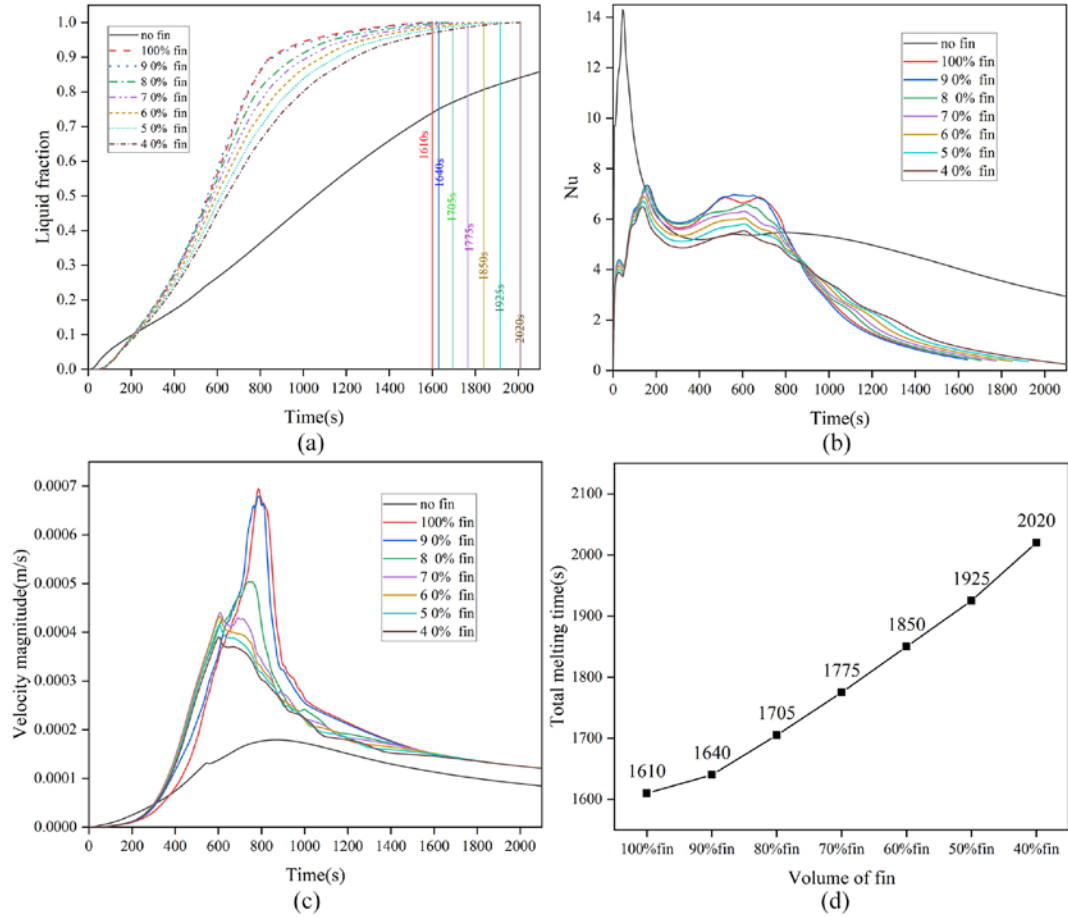 1.0
0.9
0.8
0.7
0.6
0.5
0.4
0.3
0.2
0.1
0.0
Liquid fraction
no fin
100% fin
9 0% fin
8 0% fin
7 0% fin
6 0% fin
5 0% fin
4 0% fin
1610s
1640s
1705s
1775s
1850s
1925s
2020s
0 200 400 600 800 1000 1200 1400 1600 1800 2000
Time(s)
(a)
14
12
10
8
6
4
2
0
Nu
no fin
100% fin
9 0% fin
8 0% fin
7 0% fin
6 0% fin
5 0% fin
4 0% fin
0 200 400 600 800 1000 1200 1400 1600 1800 2000
Time(s)
(b)
0.0007
0.0006
0.0005
0.0004
0.0003
0.0002
0.0001
0.0000
Velocity magnitude(m/s)
no fin
100% fin
9 0% fin
8 0% fin
7 0% fin
6 0% fin
5 0% fin
4 0% fin
0 200 400 600 800 1000 1200 1400 1600 1800 2000
Time(s)
(c)
2100
2000
1900
1800
1700
1600
Total melting time(s)
1610
1640
1705
1775
1850
1925
2020
100%fin 90%fin 80%fin 70%fin 60%fin 50%fin 40%fin
Volume of fin
(d)